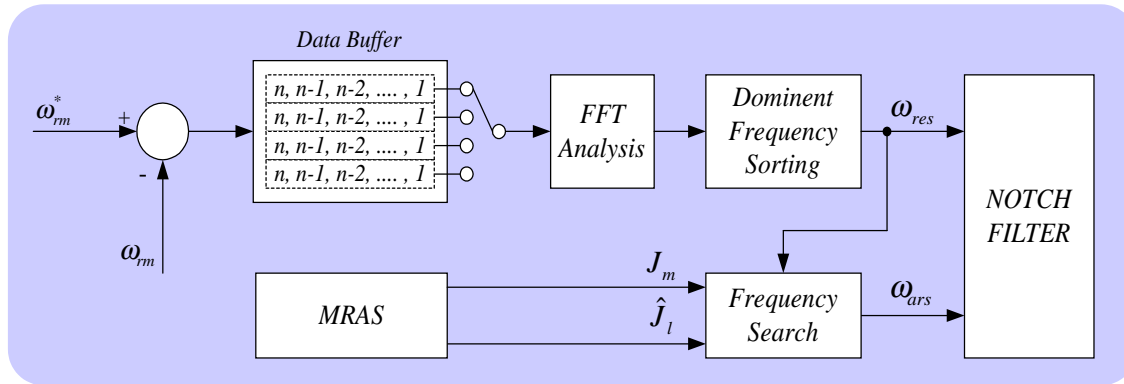 Data Buffer
ω*rm
+
-
ωrm
n, n-1, n-2, .... , 1
n, n-1, n-2, .... , 1
n, n-1, n-2, .... , 1
n, n-1, n-2, .... , 1
FFT
Analysis
Dominent
Frequency
Sorting
ωres
NOTCH
FILTER
MRAS
Jm
Ĵl
Frequency
Search
ωars